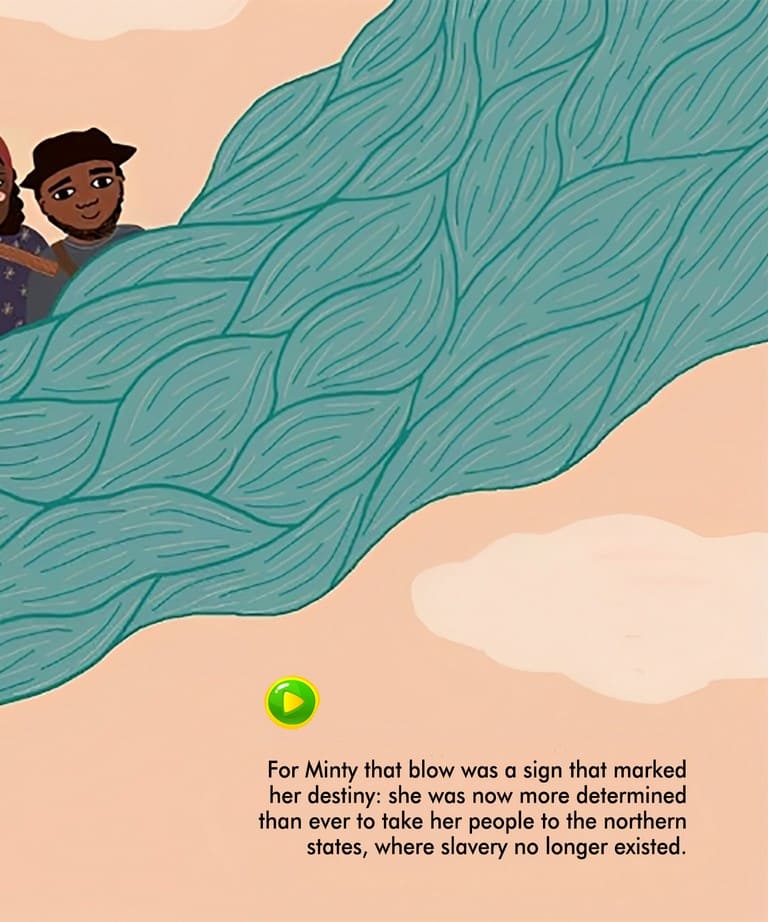 For Minty that blow was a sign that marked
her destiny: she was now more determined
than ever to take her people to the northern
states, where slavery no longer existed.